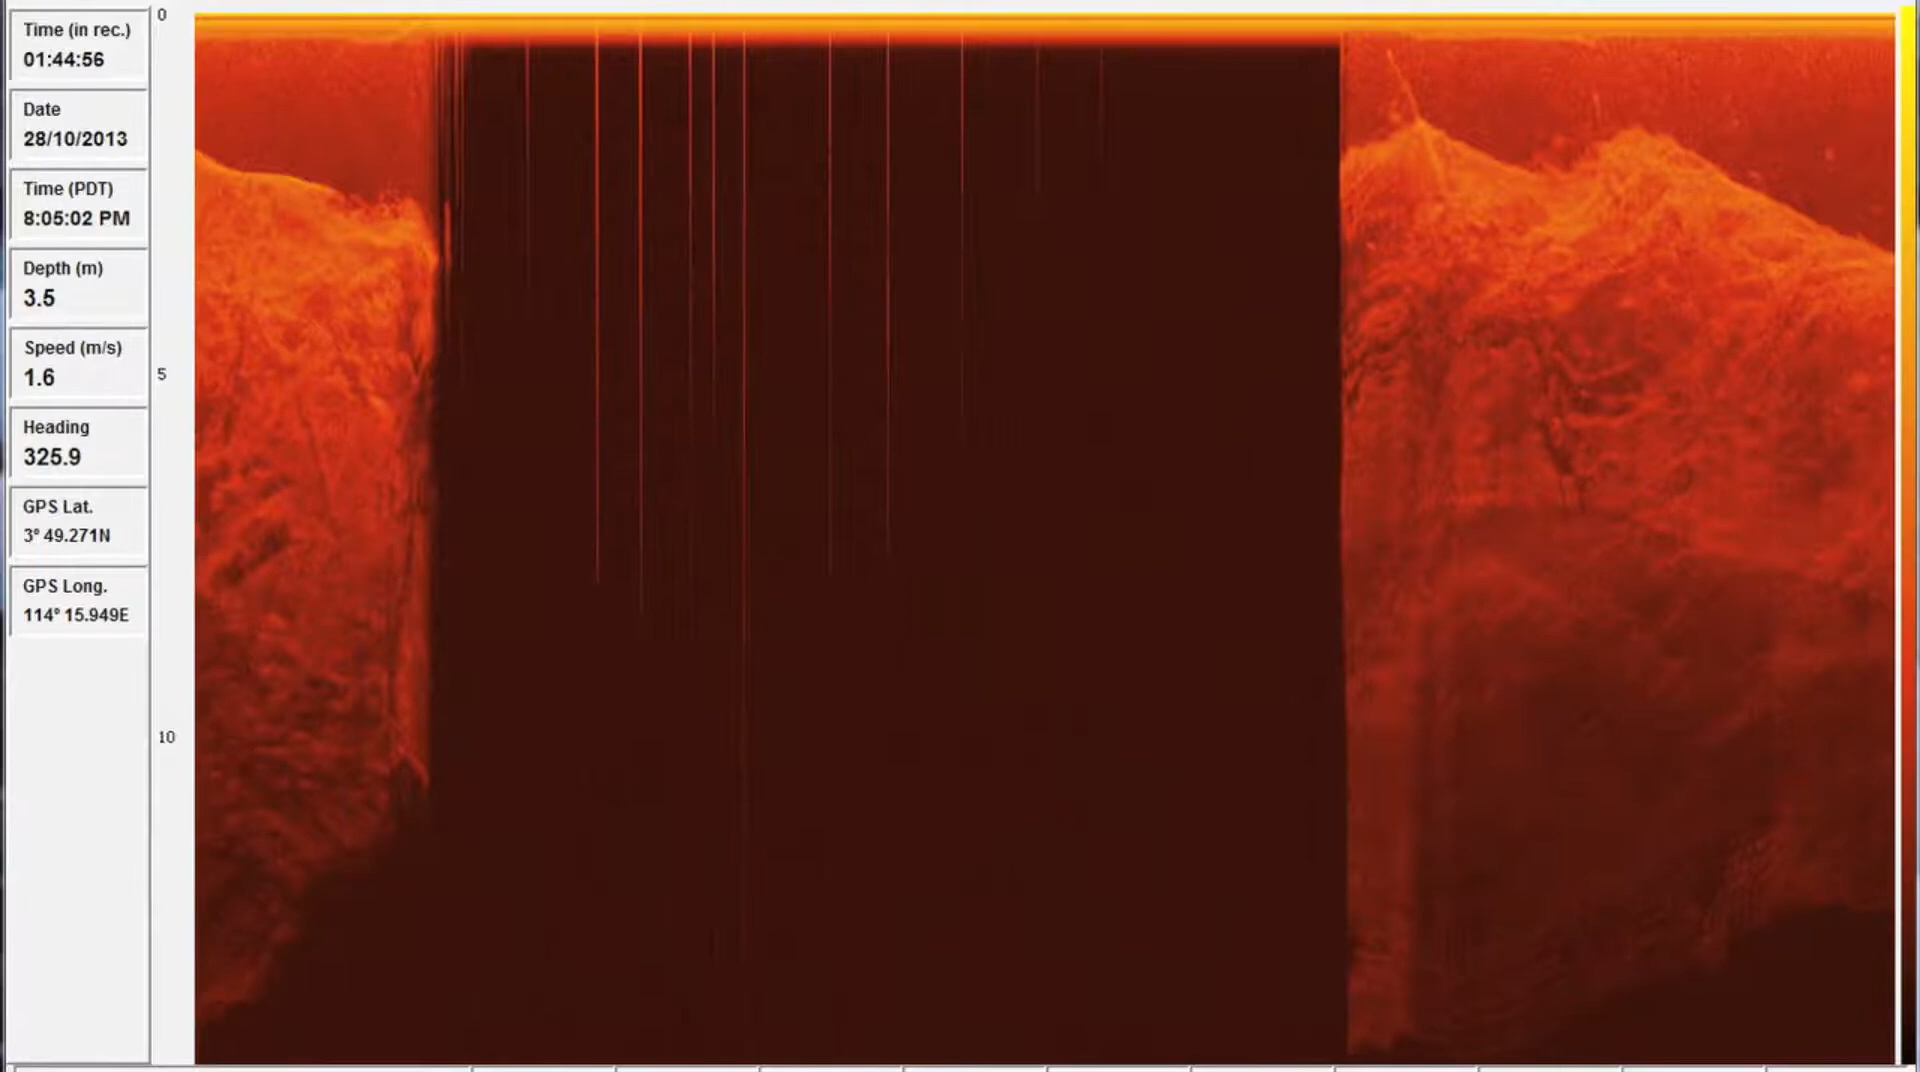 Time (in rec.)
01:44:56
Date
28/10/2013
Time (PDT)
8:05:02 PM
Depth (m)
3.5
Speed (m/s)
1.6
Heading
325.9
GPS Lat.
3° 49.271N
GPS Long.
114° 15.949E
0
5
10